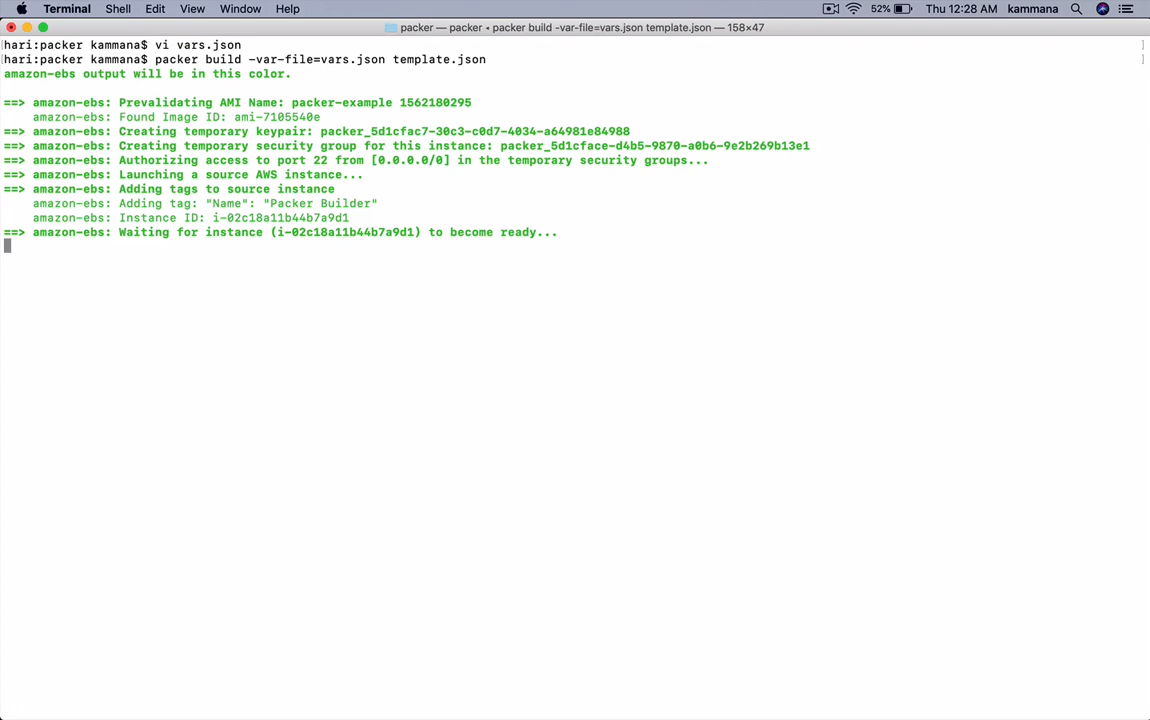 Terminal Shell Edit View Window Help 52% Thu 12:28 AM kammana
packer — packer ◂ packer build -var-file=vars.json template.json — 158×47
[hari:packer kammana$ vi vars.json ]
[hari:packer kammana$ packer build -var-file=vars.json template.json ]
amazon-ebs output will be in this color.
==> amazon-ebs: Prevalidating AMI Name: packer-example 1562180295
amazon-ebs: Found Image ID: ami-7105540e
==> amazon-ebs: Creating temporary keypair: packer_5d1cfac7-30c3-c0d7-4034-a64981e84988
==> amazon-ebs: Creating temporary security group for this instance: packer_5d1cface-d4b5-9870-a0b6-9e2b269b13e1
==> amazon-ebs: Authorizing access to port 22 from [0.0.0.0/0] in the temporary security groups...
==> amazon-ebs: Launching a source AWS instance...
==> amazon-ebs: Adding tags to source instance
amazon-ebs: Adding tag: "Name": "Packer Builder"
amazon-ebs: Instance ID: i-02c18a11b44b7a9d1
==> amazon-ebs: Waiting for instance (i-02c18a11b44b7a9d1) to become ready...